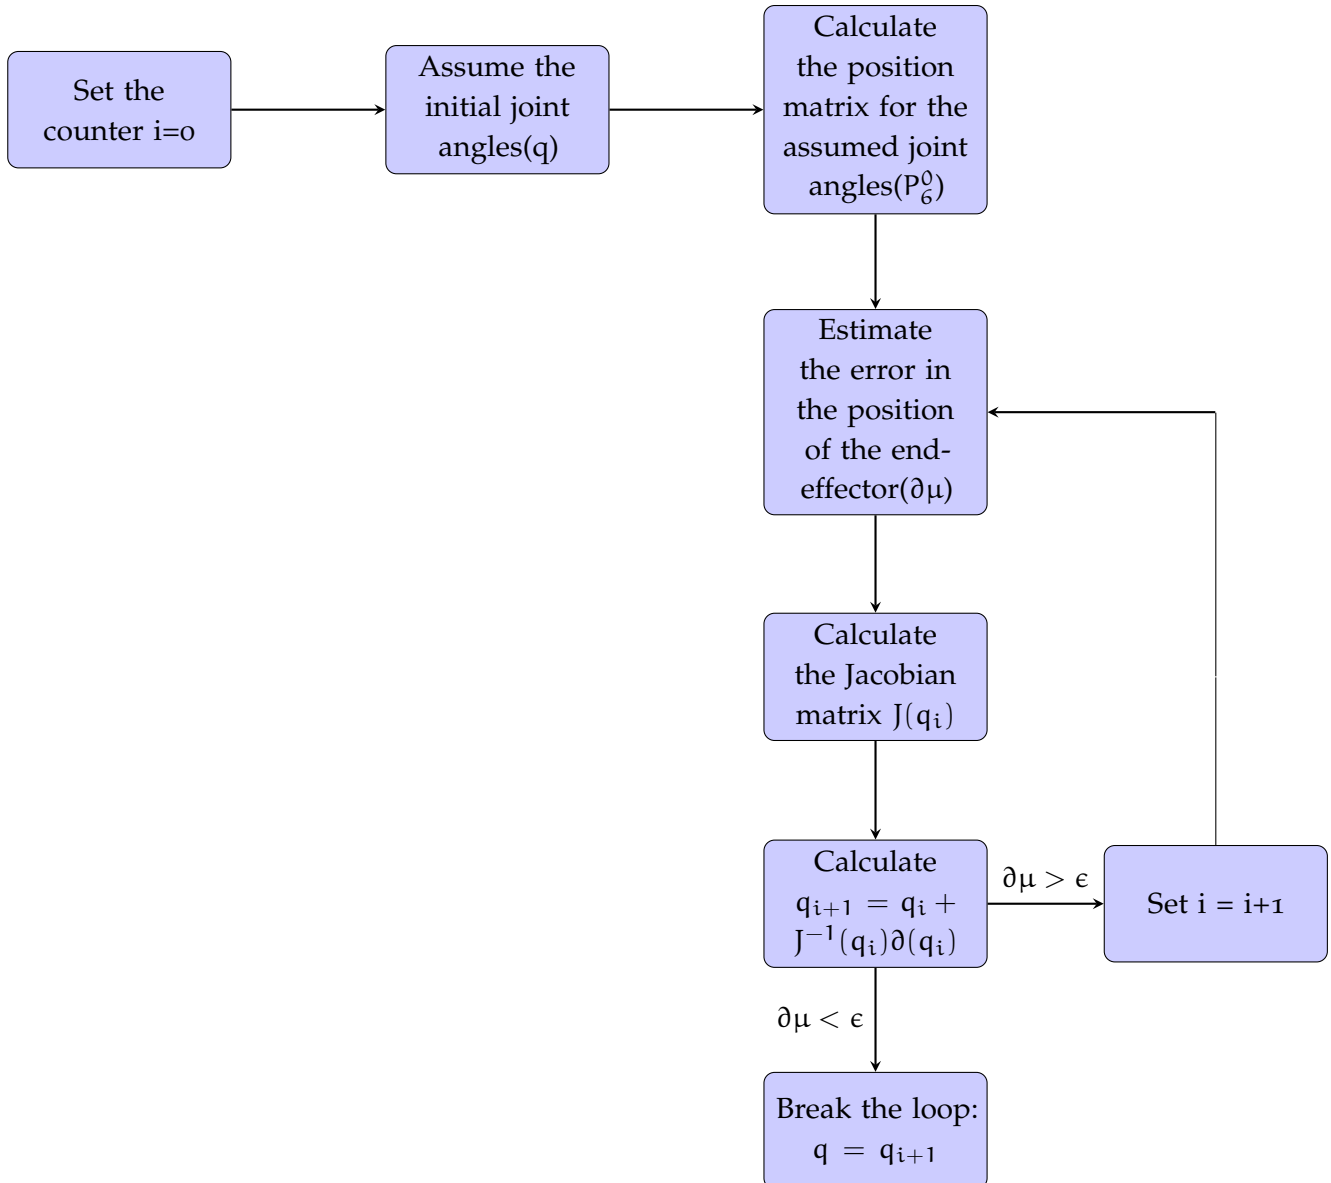 Set the
counter i=0
Assume the
initial joint
angles(q)
Calculate
the position
matrix for the
assumed joint
angles(P₆⁰)
Estimate
the error in
the position
of the end-
effector(∂μ)
Calculate
the Jacobian
matrix J(qᵢ)
Calculate
qᵢ₊₁ = qᵢ +
J⁻¹(qᵢ)∂(qᵢ)
∂μ > ϵ
Set i = i+1
∂μ < ϵ
Break the loop:
q = qᵢ₊₁